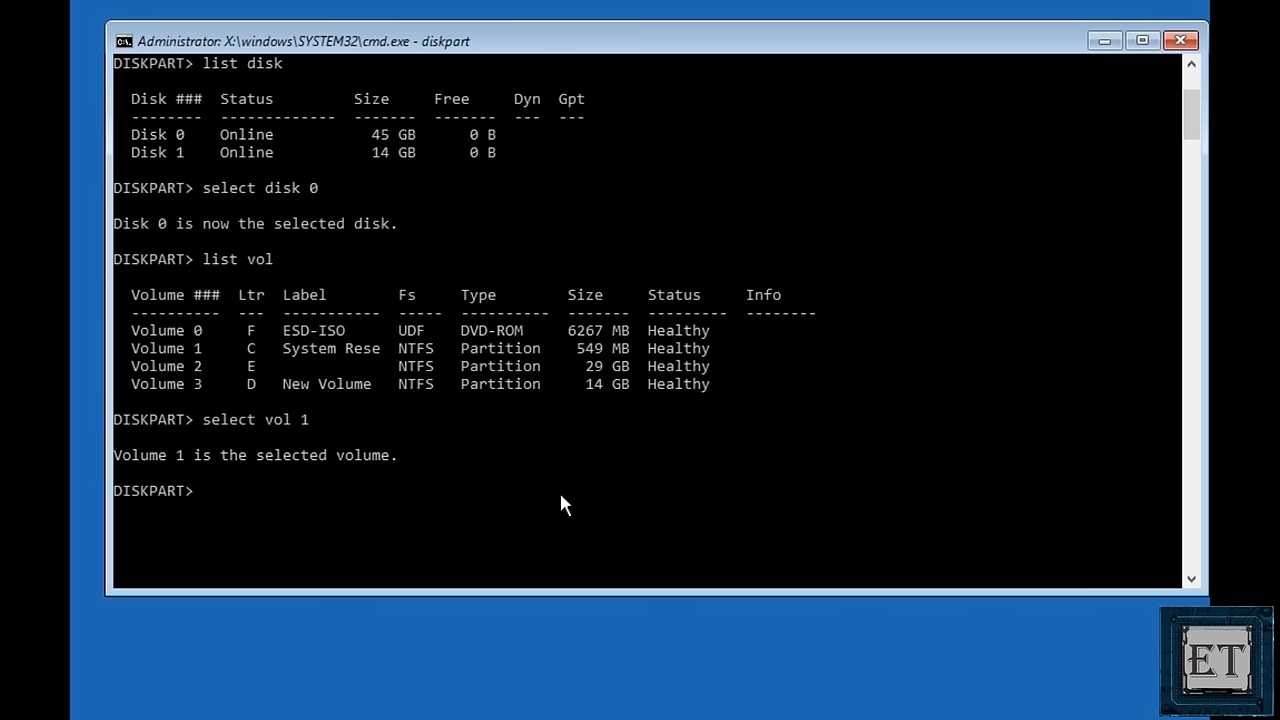 Administrator: X:\windows\SYSTEM32\cmd.exe - diskpart
DISKPART> list disk
Disk ### Status Size Free Dyn Gpt
-------- ------------- ------- ------- --- ---
Disk 0 Online 45 GB 0 B
Disk 1 Online 14 GB 0 B
DISKPART> select disk 0
Disk 0 is now the selected disk.
DISKPART> list vol
Volume ### Ltr Label Fs Type Size Status Info
---------- --- ----------- ----- ---------- ------- --------- --------
Volume 0 F ESD-ISO UDF DVD-ROM 6267 MB Healthy
Volume 1 C System Rese NTFS Partition 549 MB Healthy
Volume 2 E NTFS Partition 29 GB Healthy
Volume 3 D New Volume NTFS Partition 14 GB Healthy
DISKPART> select vol 1
Volume 1 is the selected volume.
DISKPART>
ET